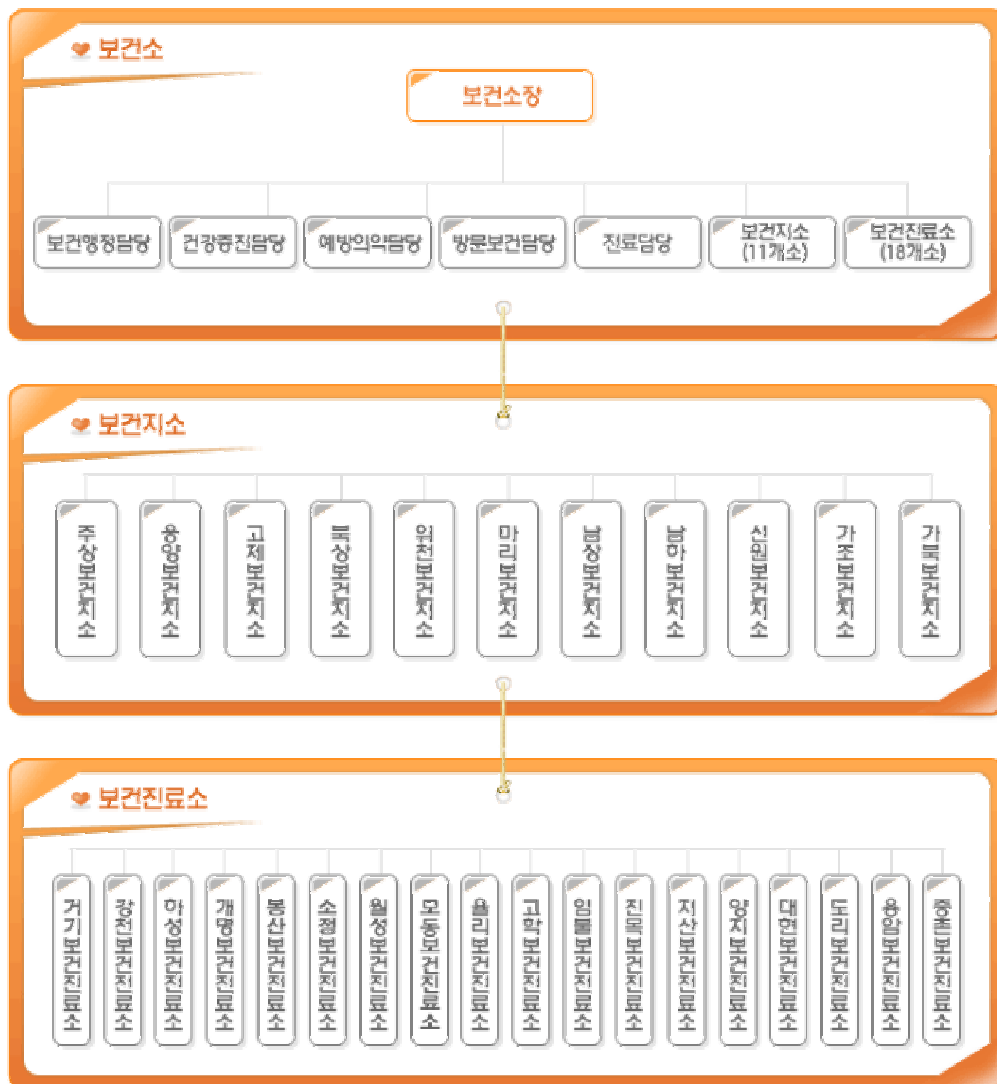 보건소
보건소장
보건행정담당
건강증진담당
예방의약담당
방문보건담당
진료담당
보건지소
(11개소)
보건진료소
(18개소)
보건지소
주상보건지소
웅양보건지소
고제보건지소
북상보건지소
위천보건지소
마리보건지소
남상보건지소
남하보건지소
신원보건지소
가조보건지소
가북보건지소
보건진료소
거기보건진료소
강천보건진료소
하성보건진료소
개명보건진료소
봉산보건진료소
소정보건진료소
월성보건진료소
모동보건진료소
율리보건진료소
고학보건진료소
임불보건진료소
진목보건진료소
지산보건진료소
양지보건진료소
대현보건진료소
도리보건진료소
용암보건진료소
중촌보건진료소